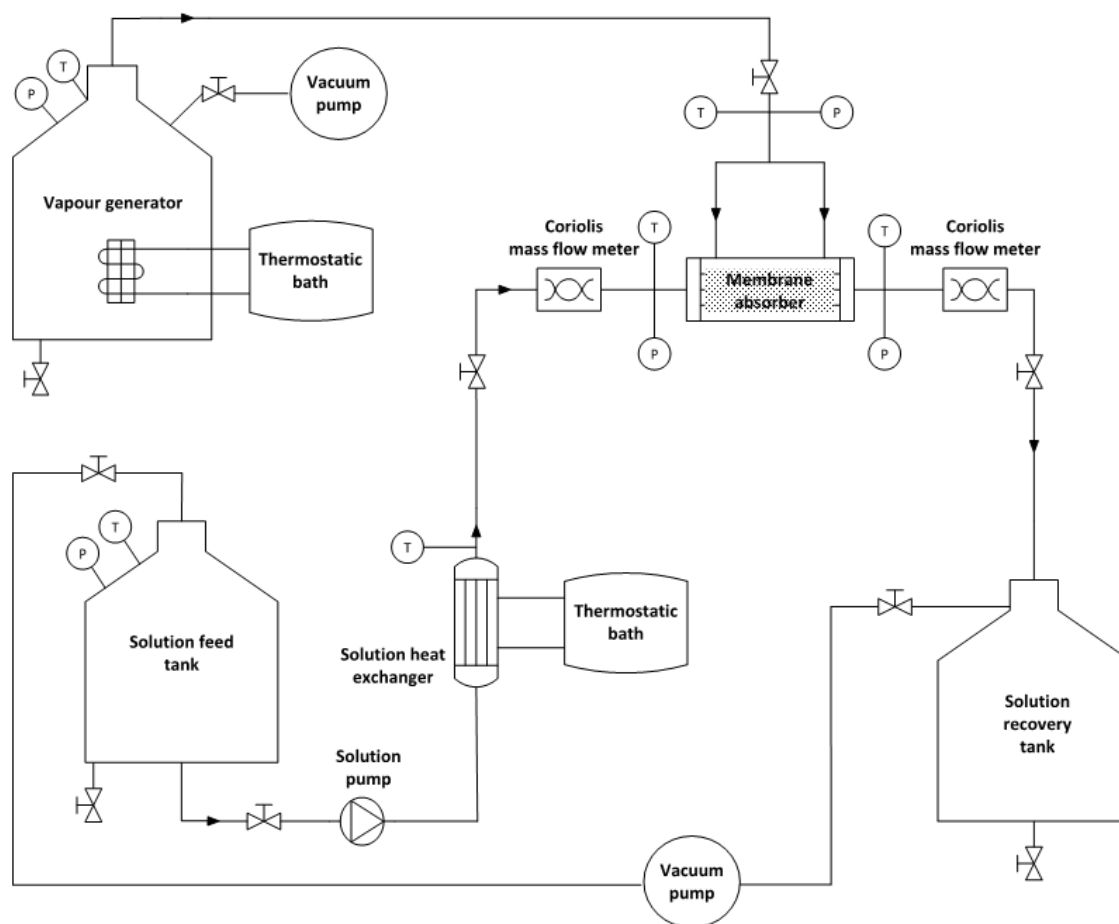 T
P
Vacuum
pump
Vapour generator
Thermostatic
bath
T
P
Coriolis
mass flow meter
T
P
Membrane
absorber
T
P
Coriolis
mass flow meter
P
T
Solution feed
tank
T
Solution heat
exchanger
Thermostatic
bath
Solution
pump
Solution
recovery
tank
Vacuum
pump